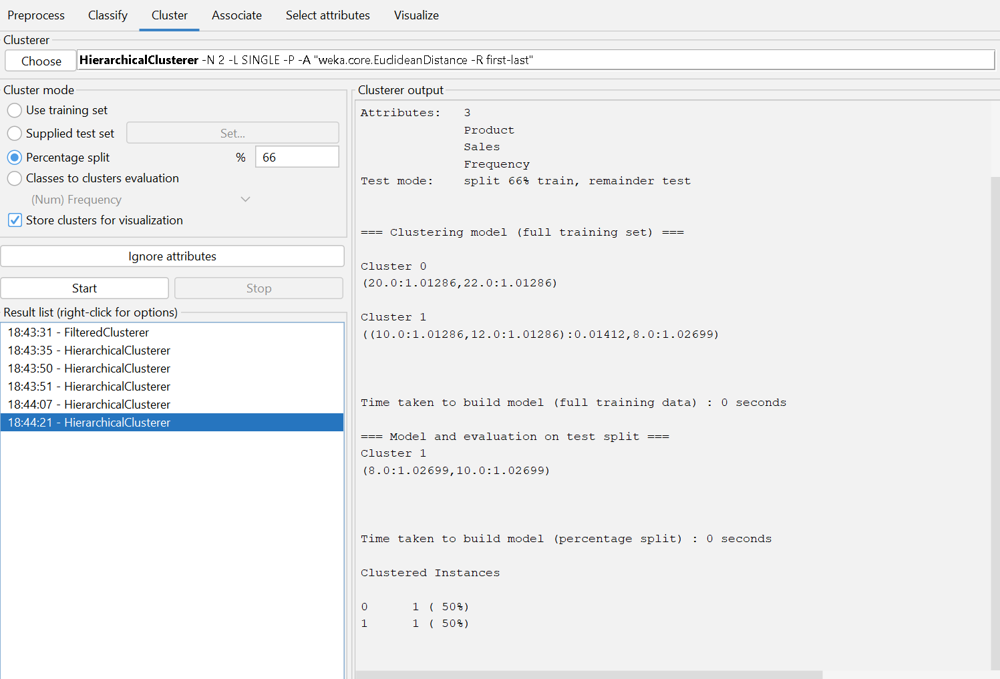 Preprocess Classify Cluster Associate Select attributes Visualize
Clusterer
Choose HierarchicalClusterer -N 2 -L SINGLE -P -A "weka.core.EuclideanDistance -R first-last"
Cluster mode
Use training set
Supplied test set Set...
Percentage split % 66
Classes to clusters evaluation
(Num) Frequency
Store clusters for visualization
Ignore attributes
Start Stop
Result list (right-click for options)
18:43:31 - FilteredClusterer
18:43:35 - HierarchicalClusterer
18:43:50 - HierarchicalClusterer
18:43:51 - HierarchicalClusterer
18:44:07 - HierarchicalClusterer
18:44:21 - HierarchicalClusterer
Clusterer output
Attributes: 3
Product
Sales
Frequency
Test mode: split 66% train, remainder test
=== Clustering model (full training set) ===
Cluster 0
(20.0:1.01286,22.0:1.01286)
Cluster 1
((10.0:1.01286,12.0:1.01286):0.01412,8.0:1.02699)
Time taken to build model (full training data) : 0 seconds
=== Model and evaluation on test split ===
Cluster 1
(8.0:1.02699,10.0:1.02699)
Time taken to build model (percentage split) : 0 seconds
Clustered Instances
0 1 ( 50%)
1 1 ( 50%)